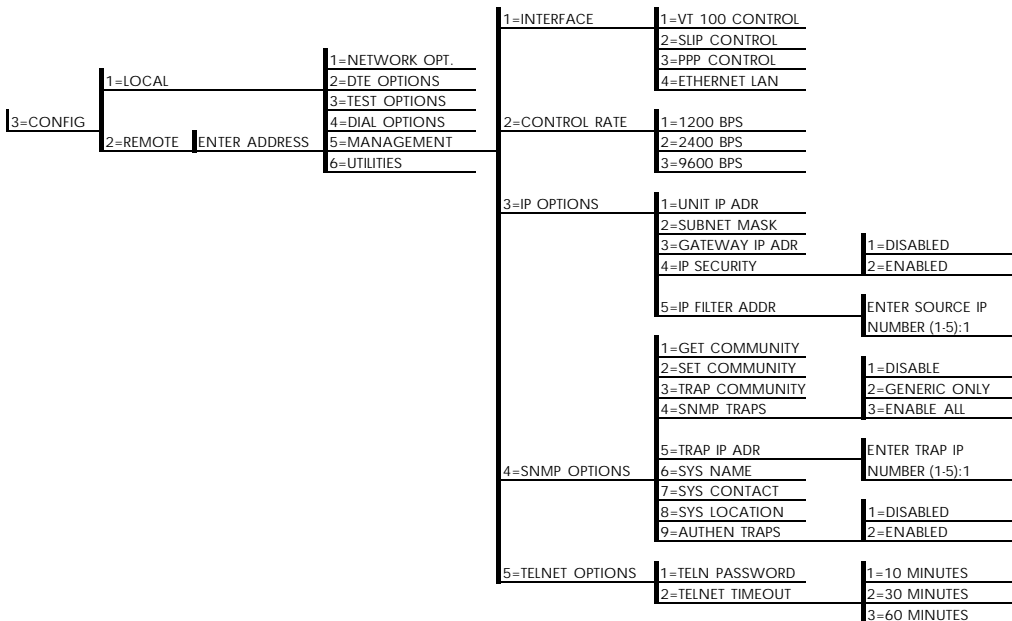 3=CONFIG
1=LOCAL
2=REMOTE
ENTER ADDRESS
1=NETWORK OPT.
2=DTE OPTIONS
3=TEST OPTIONS
4=DIAL OPTIONS
5=MANAGEMENT
6=UTILITIES
1=INTERFACE
1=VT 100 CONTROL
2=SLIP CONTROL
3=PPP CONTROL
4=ETHERNET LAN
2=CONTROL RATE
1=1200 BPS
2=2400 BPS
3=9600 BPS
3=IP OPTIONS
1=UNIT IP ADR
2=SUBNET MASK
3=GATEWAY IP ADR
4=IP SECURITY
1=DISABLED
2=ENABLED
5=IP FILTER ADDR
ENTER SOURCE IP
NUMBER (1-5):1
4=SNMP OPTIONS
1=GET COMMUNITY
2=SET COMMUNITY
3=TRAP COMMUNITY
4=SNMP TRAPS
1=DISABLE
2=GENERIC ONLY
3=ENABLE ALL
5=TRAP IP ADR
ENTER TRAP IP
NUMBER (1-5):1
6=SYS NAME
7=SYS CONTACT
8=SYS LOCATION
9=AUTHEN TRAPS
1=DISABLED
2=ENABLED
5=TELNET OPTIONS
1=TELN PASSWORD
2=TELNET TIMEOUT
1=10 MINUTES
2=30 MINUTES
3=60 MINUTES